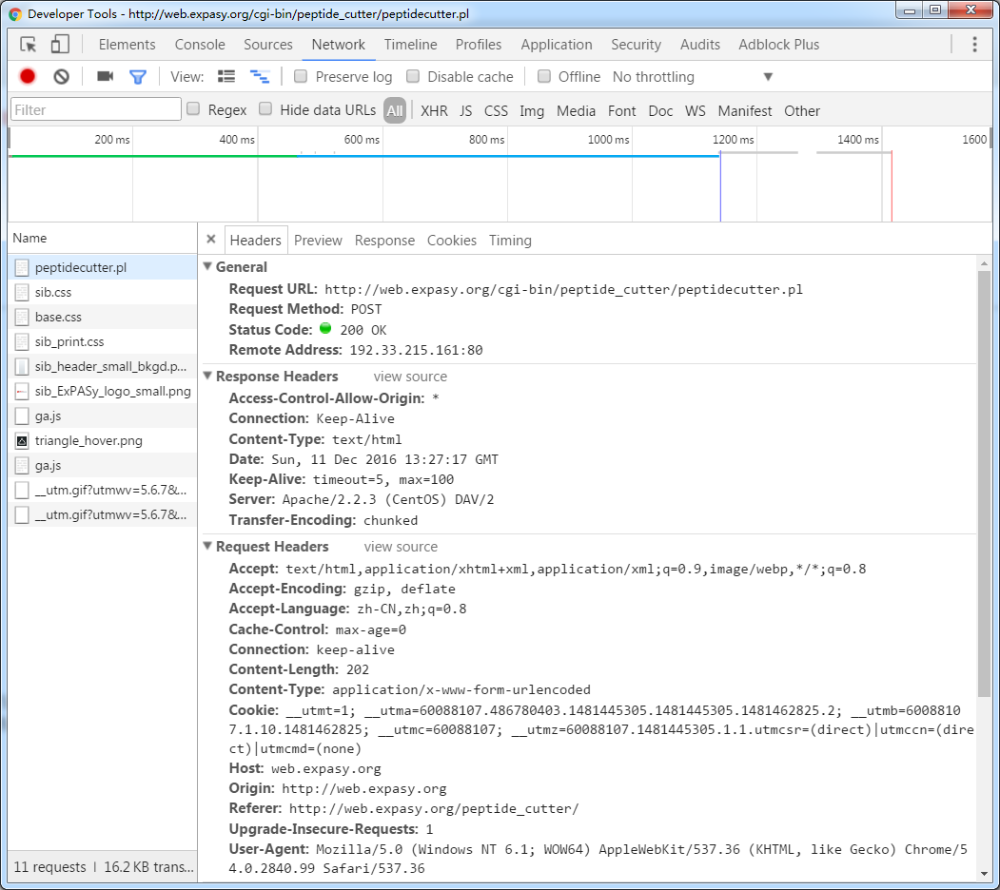 Developer Tools - http://web.expasy.org/cgi-bin/peptide_cutter/peptidecutter.pl
Elements Console Sources Network Timeline Profiles Application Security Audits Adblock Plus
View: Preserve log Disable cache Offline No throttling
Filter Regex Hide data URLs All XHR JS CSS Img Media Font Doc WS Manifest Other
200 ms 400 ms 600 ms 800 ms 1000 ms 1200 ms 1400 ms 1600
Name
peptidecutter.pl
sib.css
base.css
sib_print.css
sib_header_small_bkgd.p...
sib_ExPASy_logo_small.png
ga.js
triangle_hover.png
ga.js
__utm.gif?utmwv=5.6.7&...
__utm.gif?utmwv=5.6.7&...
11 requests | 16.2 KB trans...
Headers Preview Response Cookies Timing
General
Request URL: http://web.expasy.org/cgi-bin/peptide_cutter/peptidecutter.pl
Request Method: POST
Status Code: 200 OK
Remote Address: 192.33.215.161:80
Response Headers view source
Access-Control-Allow-Origin: *
Connection: Keep-Alive
Content-Type: text/html
Date: Sun, 11 Dec 2016 13:27:17 GMT
Keep-Alive: timeout=5, max=100
Server: Apache/2.2.3 (CentOS) DAV/2
Transfer-Encoding: chunked
Request Headers view source
Accept: text/html,application/xhtml+xml,application/xml;q=0.9,image/webp,*/*;q=0.8
Accept-Encoding: gzip, deflate
Accept-Language: zh-CN,zh;q=0.8
Cache-Control: max-age=0
Connection: keep-alive
Content-Length: 202
Content-Type: application/x-www-form-urlencoded
Cookie: __utmt=1; __utma=60088107.486780403.1481445305.1481445305.1481462825.2; __utmb=6008810
7.1.10.1481462825; __utmc=60088107; __utmz=60088107.1481445305.1.1.utmcsr=(direct)|utmccn=(dire
ct)|utmcmd=(none)
Host: web.expasy.org
Origin: http://web.expasy.org
Referer: http://web.expasy.org/peptide_cutter/
Upgrade-Insecure-Requests: 1
User-Agent: Mozilla/5.0 (Windows NT 6.1; WOW64) AppleWebKit/537.36 (KHTML, like Gecko) Chrome/5
4.0.2840.99 Safari/537.36